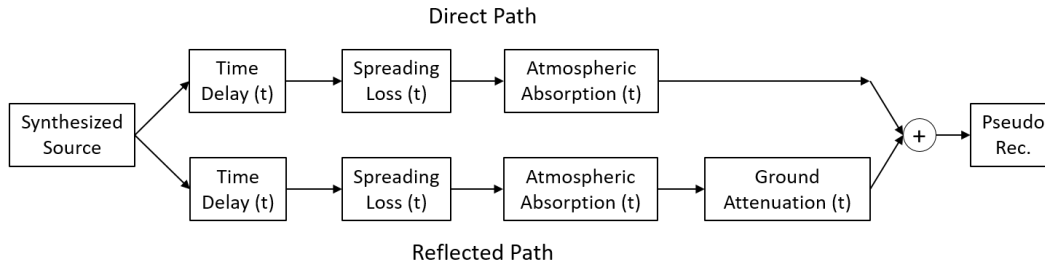 Direct Path
Synthesized
Source
Time
Delay (t)
Spreading
Loss (t)
Atmospheric
Absorption (t)
+
Pseudo
Rec.
Time
Delay (t)
Spreading
Loss (t)
Atmospheric
Absorption (t)
Ground
Attenuation (t)
Reflected Path